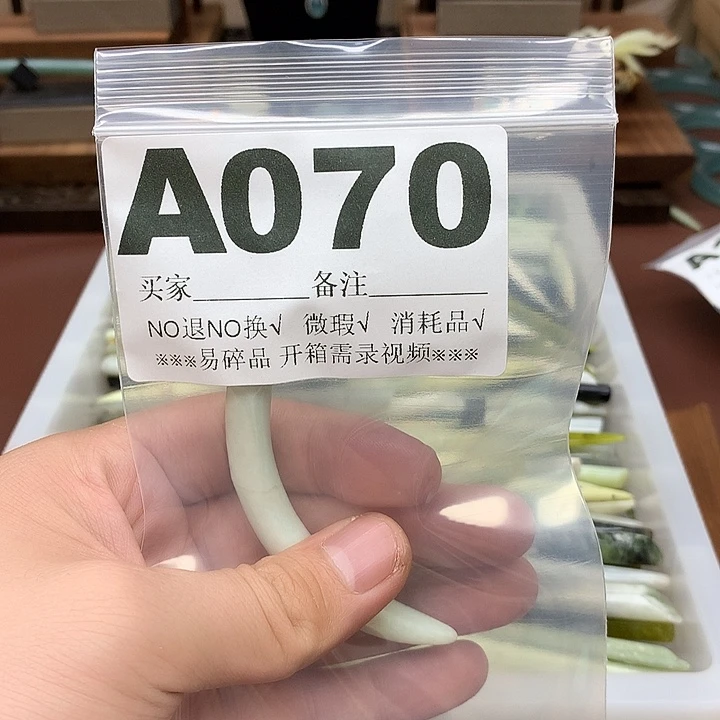 A070
买家________备注________
NO退NO换√ 微瑕√ 消耗品√
※※※易碎品 开箱需录视频※※※